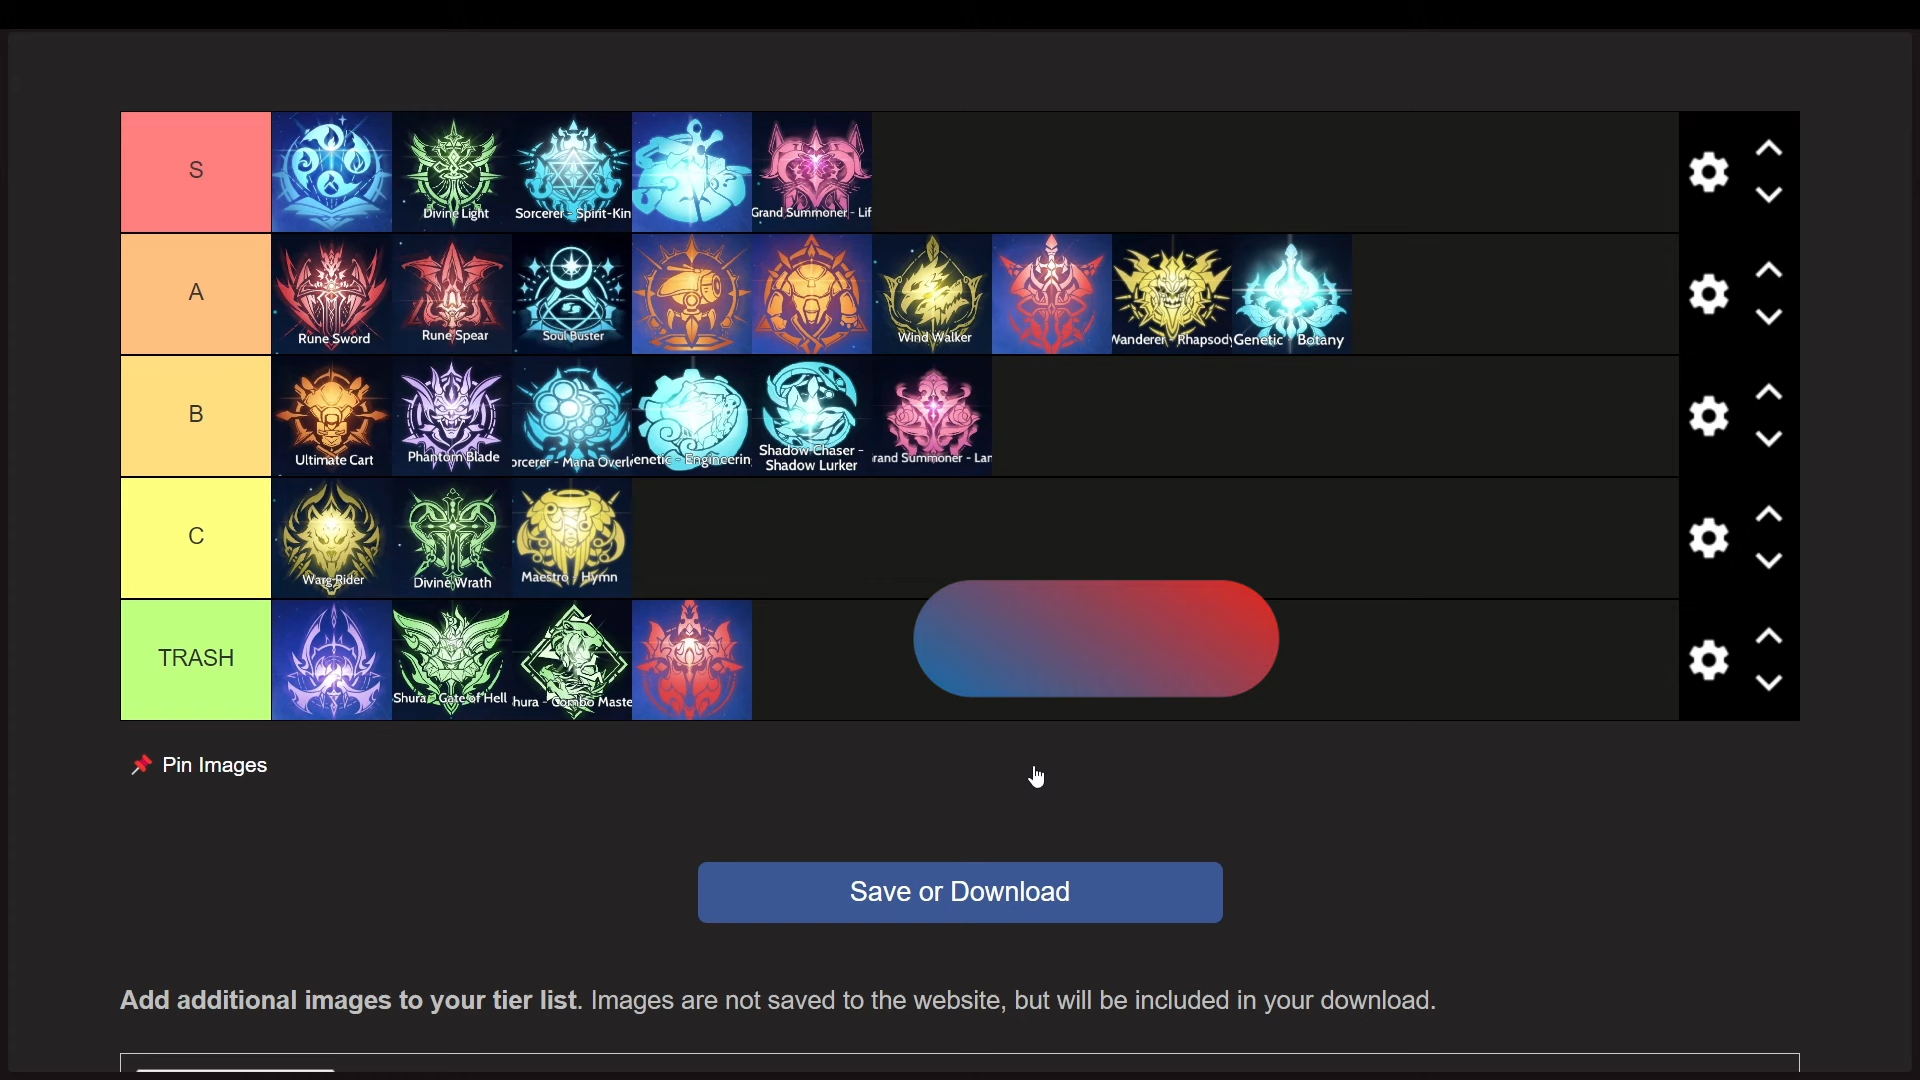 S
Divine Light
Sorcerer - Spirit-Kin
Grand Summoner - Lif
A
Rune Sword
Rune Spear
Soul Buster
Wind Walker
Wanderer - Rhapsody
Genetic - Botany
B
Ultimate Cart
Phantom Blade
orcerer - Mana Overl
enetic - Engineering
Shadow Chaser -
Shadow Lurker
rand Summoner - Lan
C
Warg Rider
Divine Wrath
Maestro - Hymn
TRASH
Shura - Gate of Hell
hura - Combo Maste
Pin Images
Save or Download
Add additional images to your tier list. Images are not saved to the website, but will be included in your download.